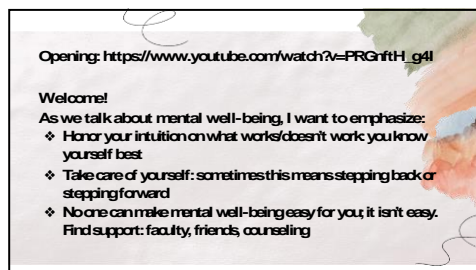 Opening: https://www.youtube.com/watch?v=PRGnftH_g4I
Welcome!
As we talk about mental well-being, I want to emphasize:
❖ Honor your intuition on what works/doesn't work: you know
yourself best
❖ Take care of yourself: sometimes this means stepping back or
stepping forward
❖ No one can make mental well-being easy for you; it isn't easy.
Find support: faculty, friends, counseling